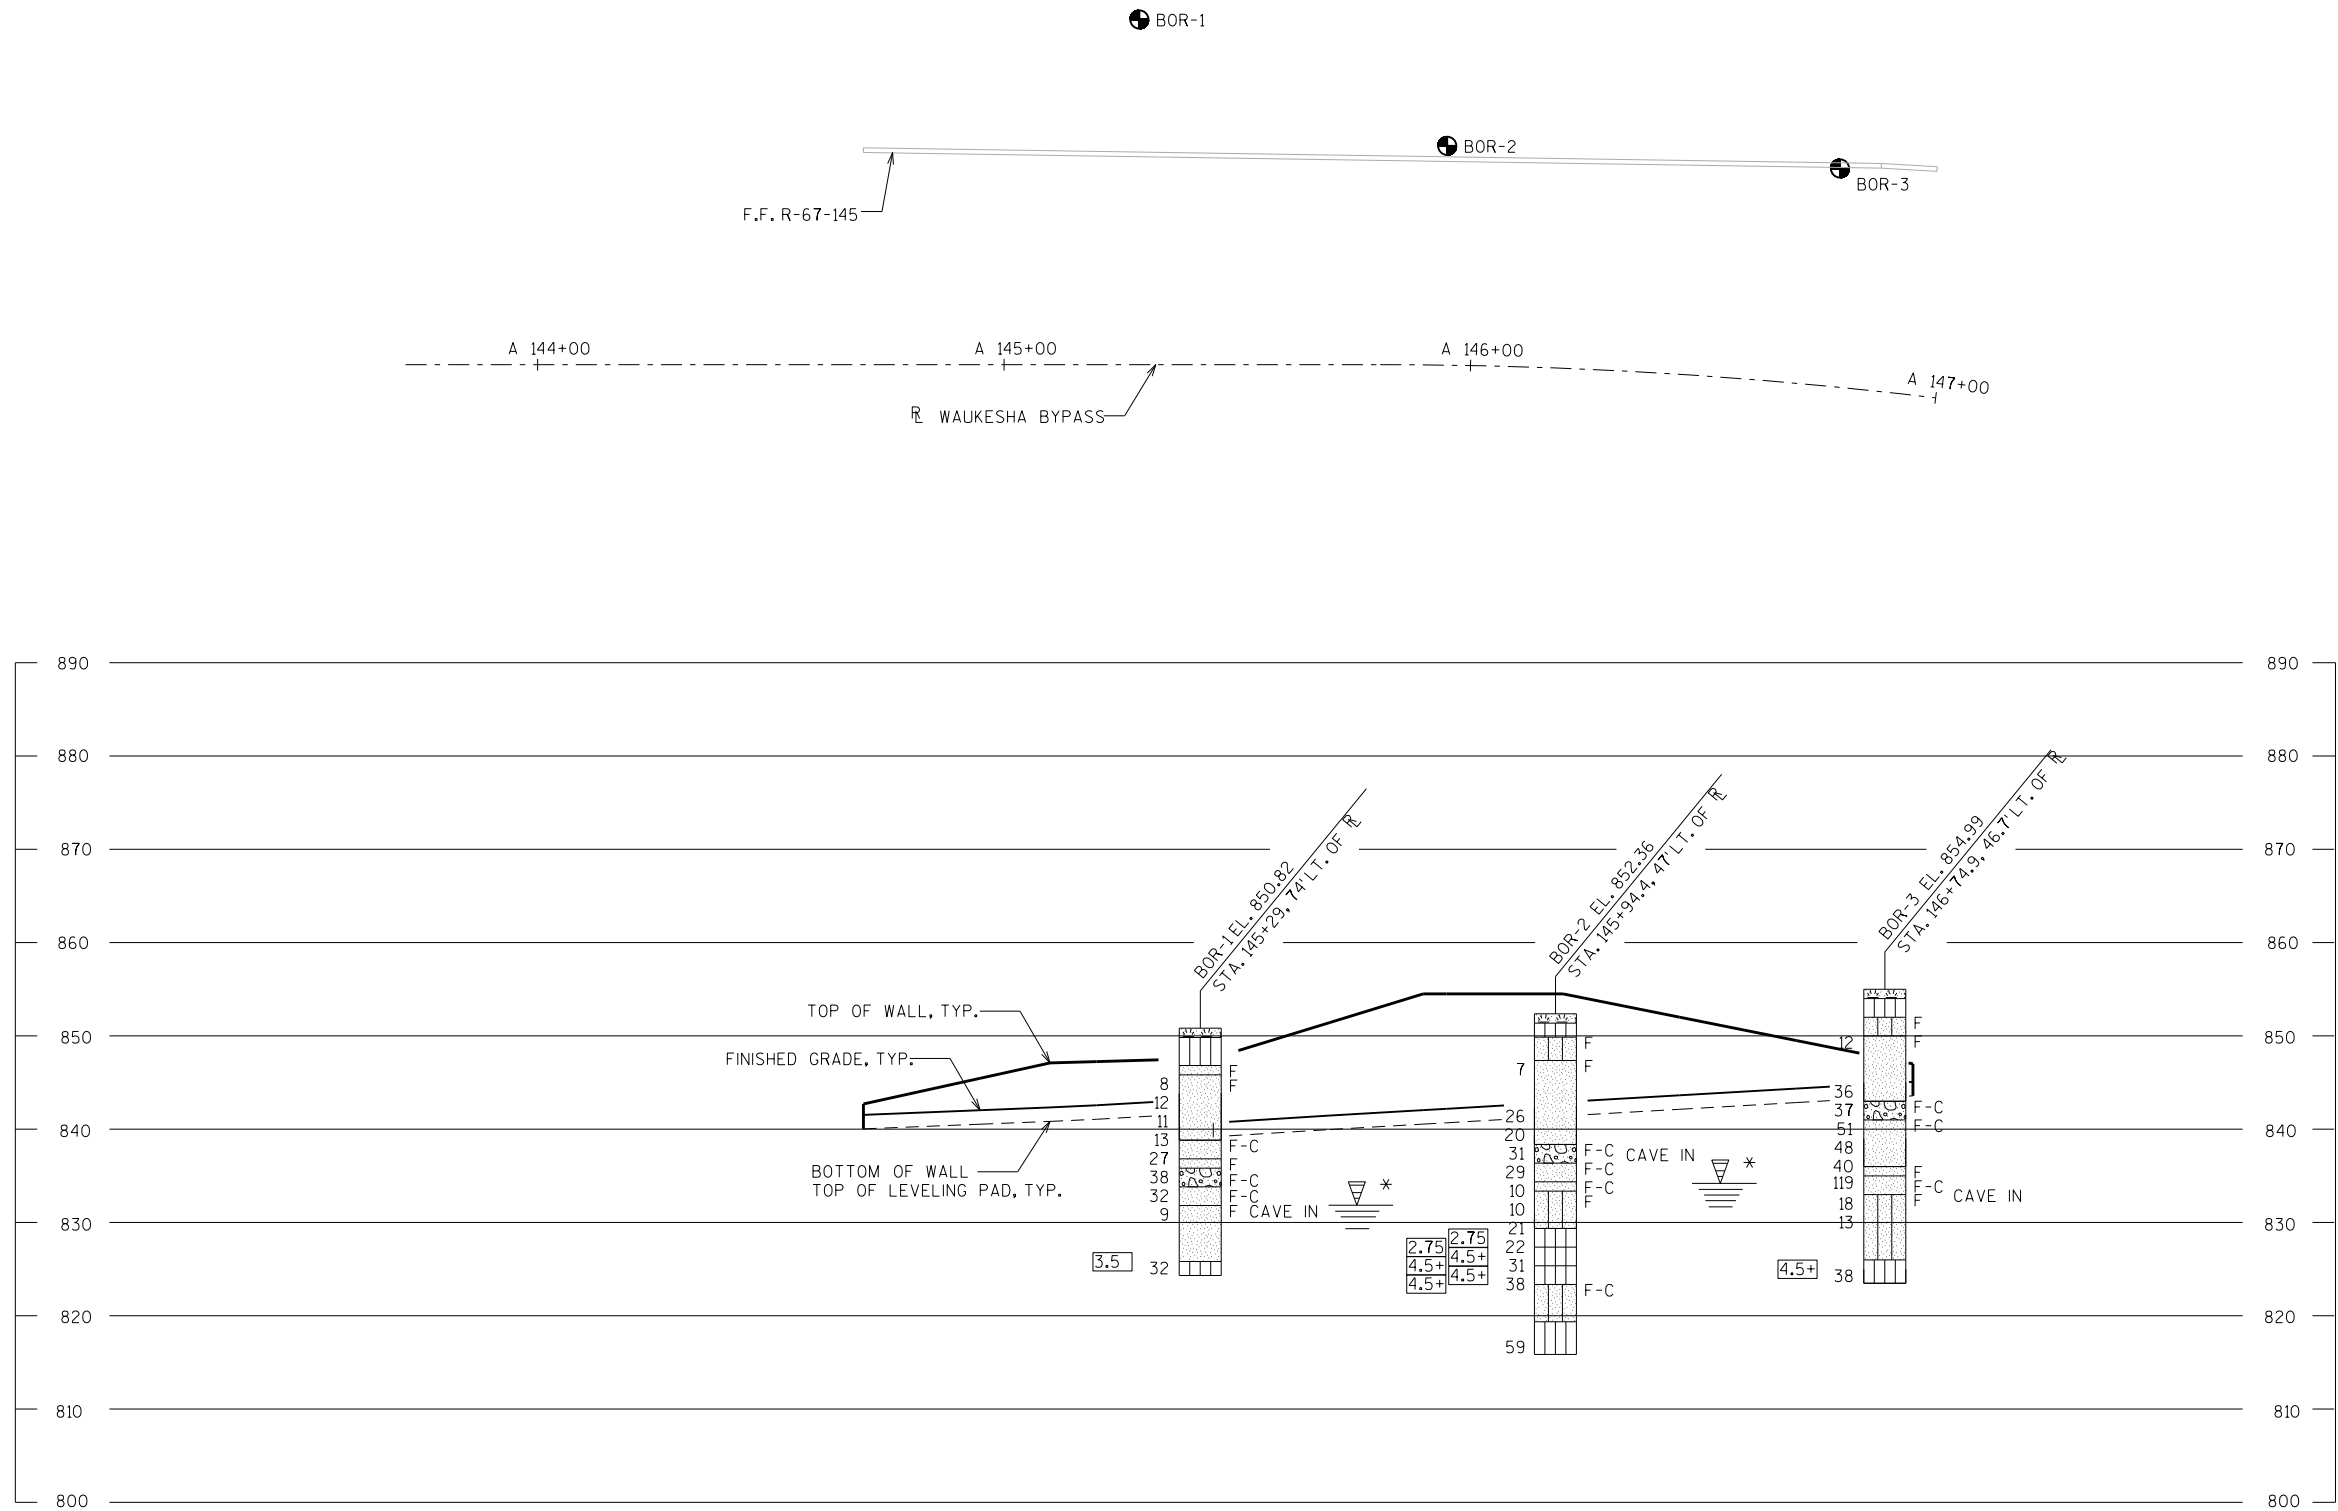 BOR-1
BOR-2
BOR-3
F.F. R-67-145
A 144+00
A 145+00
A 146+00
A 147+00
WAUKESHA BYPASS
890
890
880
880
870
870
860
860
850
850
840
840
830
830
820
820
810
810
800
800
BOR-1 EL. 850.82
STA. 145+29, 74' LT. OF
BOR-2 EL. 852.36
STA. 145+94.4, 47' LT. OF
BOR-3 EL. 854.99
STA. 146+74.9, 46.7' LT. OF
TOP OF WALL, TYP.
FINISHED GRADE, TYP.
BOTTOM OF WALL
TOP OF LEVELING PAD, TYP.
8
12
11
13
27
38
32
9
32
3.5
F
F
F-C
F
F-C
F-C
F CAVE IN
*
7
26
20
31
29
10
10
21
22
31
38
59
2.75
4.5+
4.5+
2.75
4.5+
4.5+
F
F
F-C CAVE IN
F-C
F-C
F
F-C
*
12
36
37
51
48
40
119
18
13
38
4.5+
F
F
F-C
F-C
F
F-C
F
CAVE IN